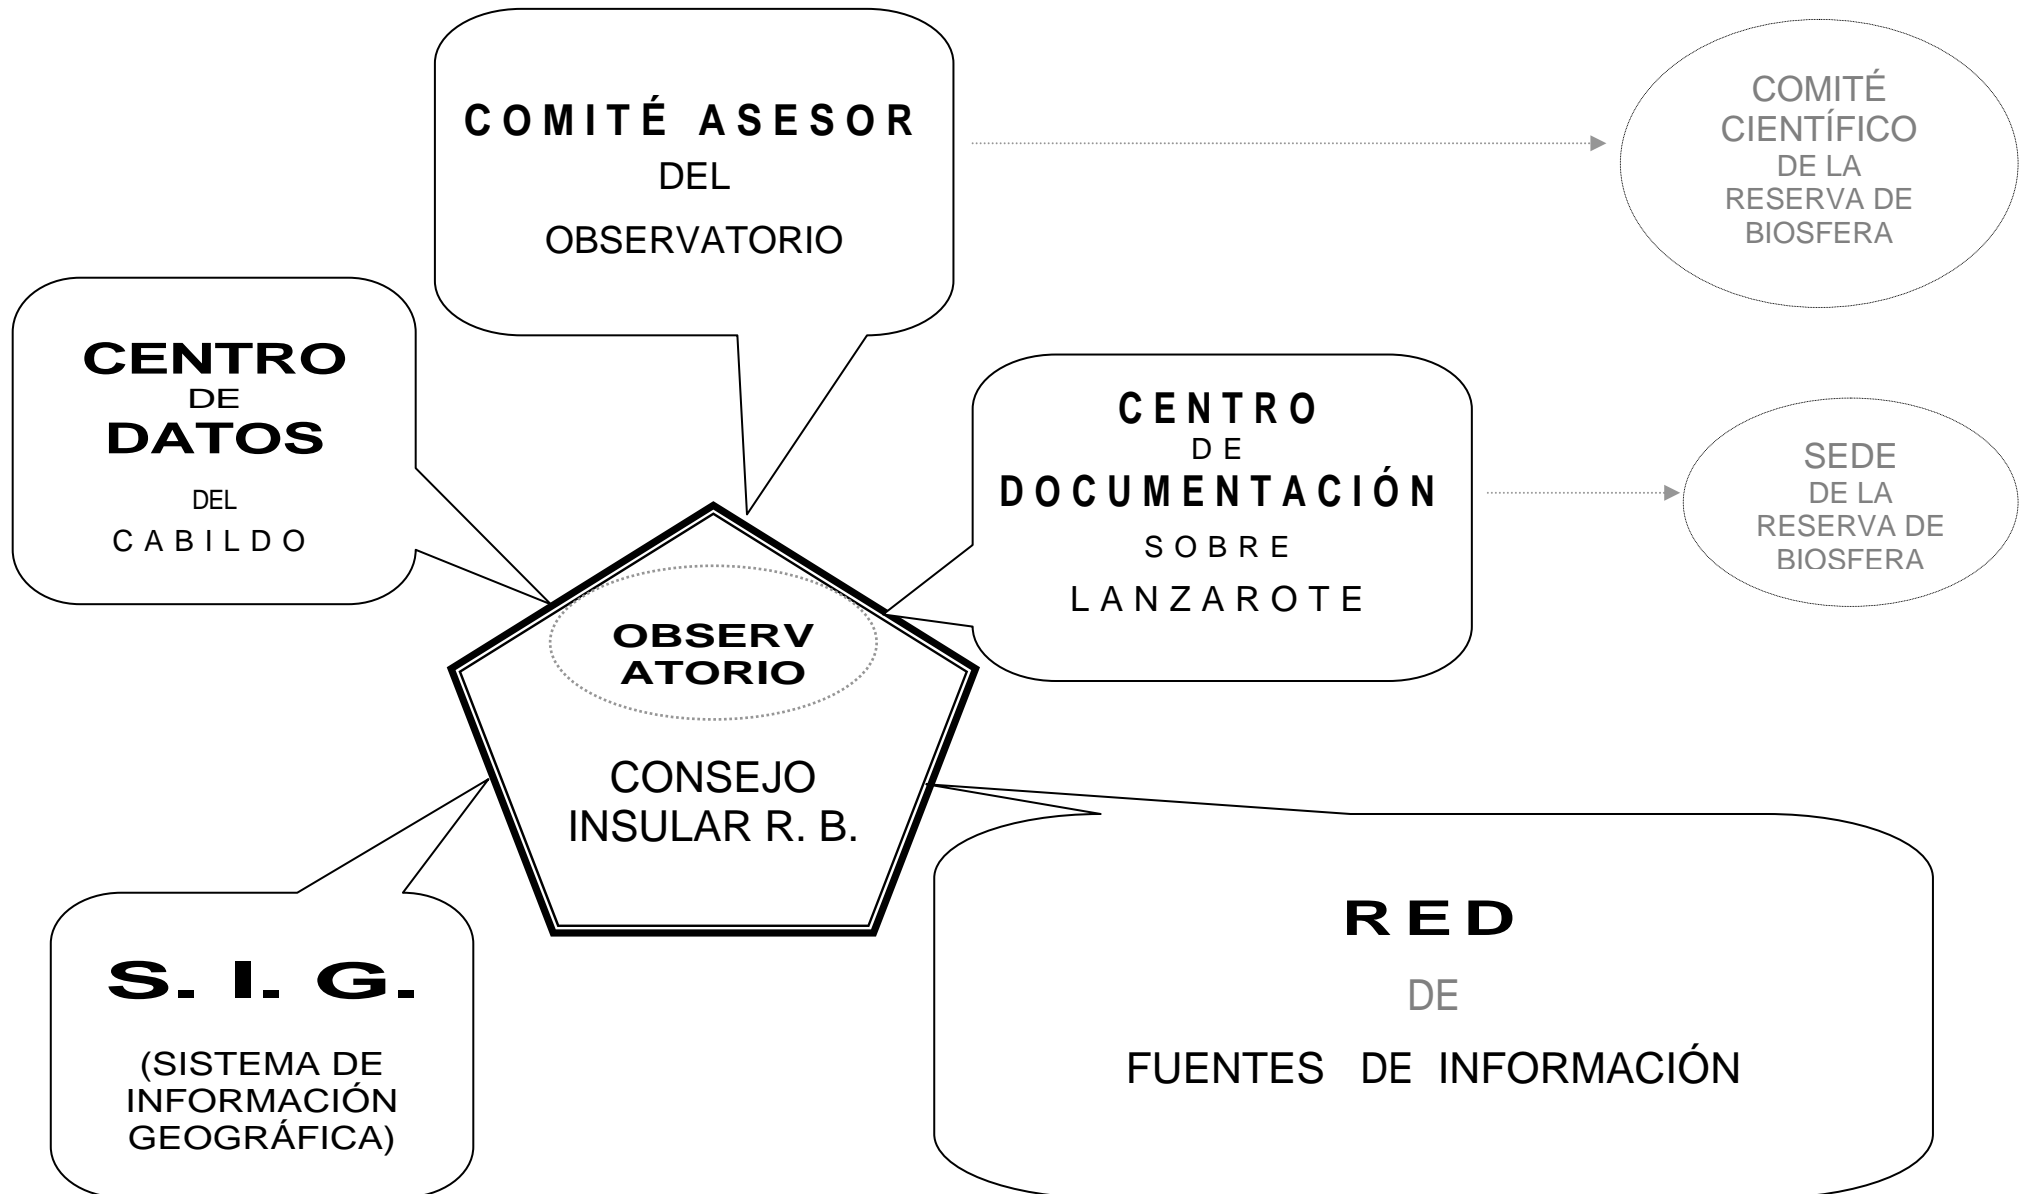 COMITÉ ASESOR
DEL
OBSERVATORIO
COMITÉ
CIENTÍFICO
DE LA
RESERVA DE
BIOSFERA
CENTRO
DE
DATOS
DEL
CABILDO
CENTRO
DE
DOCUMENTACIÓN
SOBRE
LANZAROTE
SEDE
DE LA
RESERVA DE
BIOSFERA
OBSERV
ATORIO
CONSEJO
INSULAR R. B.
S. I. G.
(SISTEMA DE
INFORMACIÓN
GEOGRÁFICA)
RED
DE
FUENTES DE INFORMACIÓN